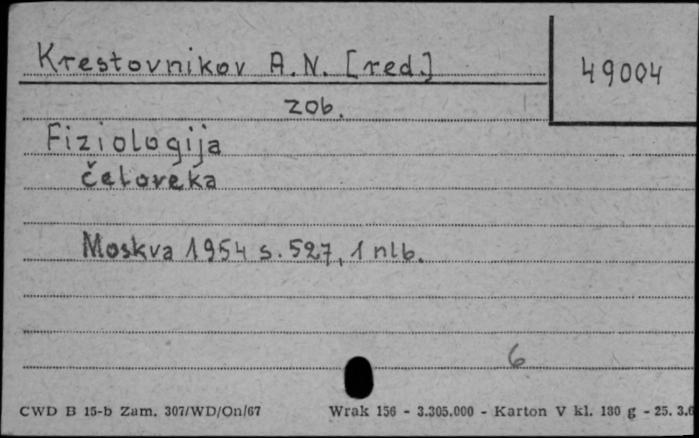 Krestovnikov A.N. [red.]
49004
zob.
Fiziologija
čeloveka
Moskva 1954 s. 527, 1 nlb.
6
CWD B 15-b Zam. 307/WD/On/67 Wrak 156 - 3.305.000 - Karton V kl. 180 g - 25. 3.6